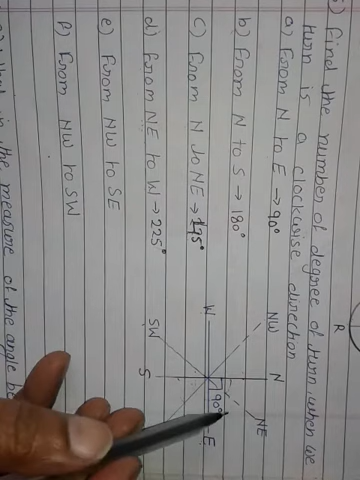 Find the number of degree of turn when we
turn is a clockwise direction
a) From N to E → 90°
b) From N to S → 180°
c) From N to NE → 45°
d) From NE to W → 225°
e) From NW to SE
f) From NW to SW
in the measure of the angle be
R
N
NW
NE
W
90°
E
SW
S